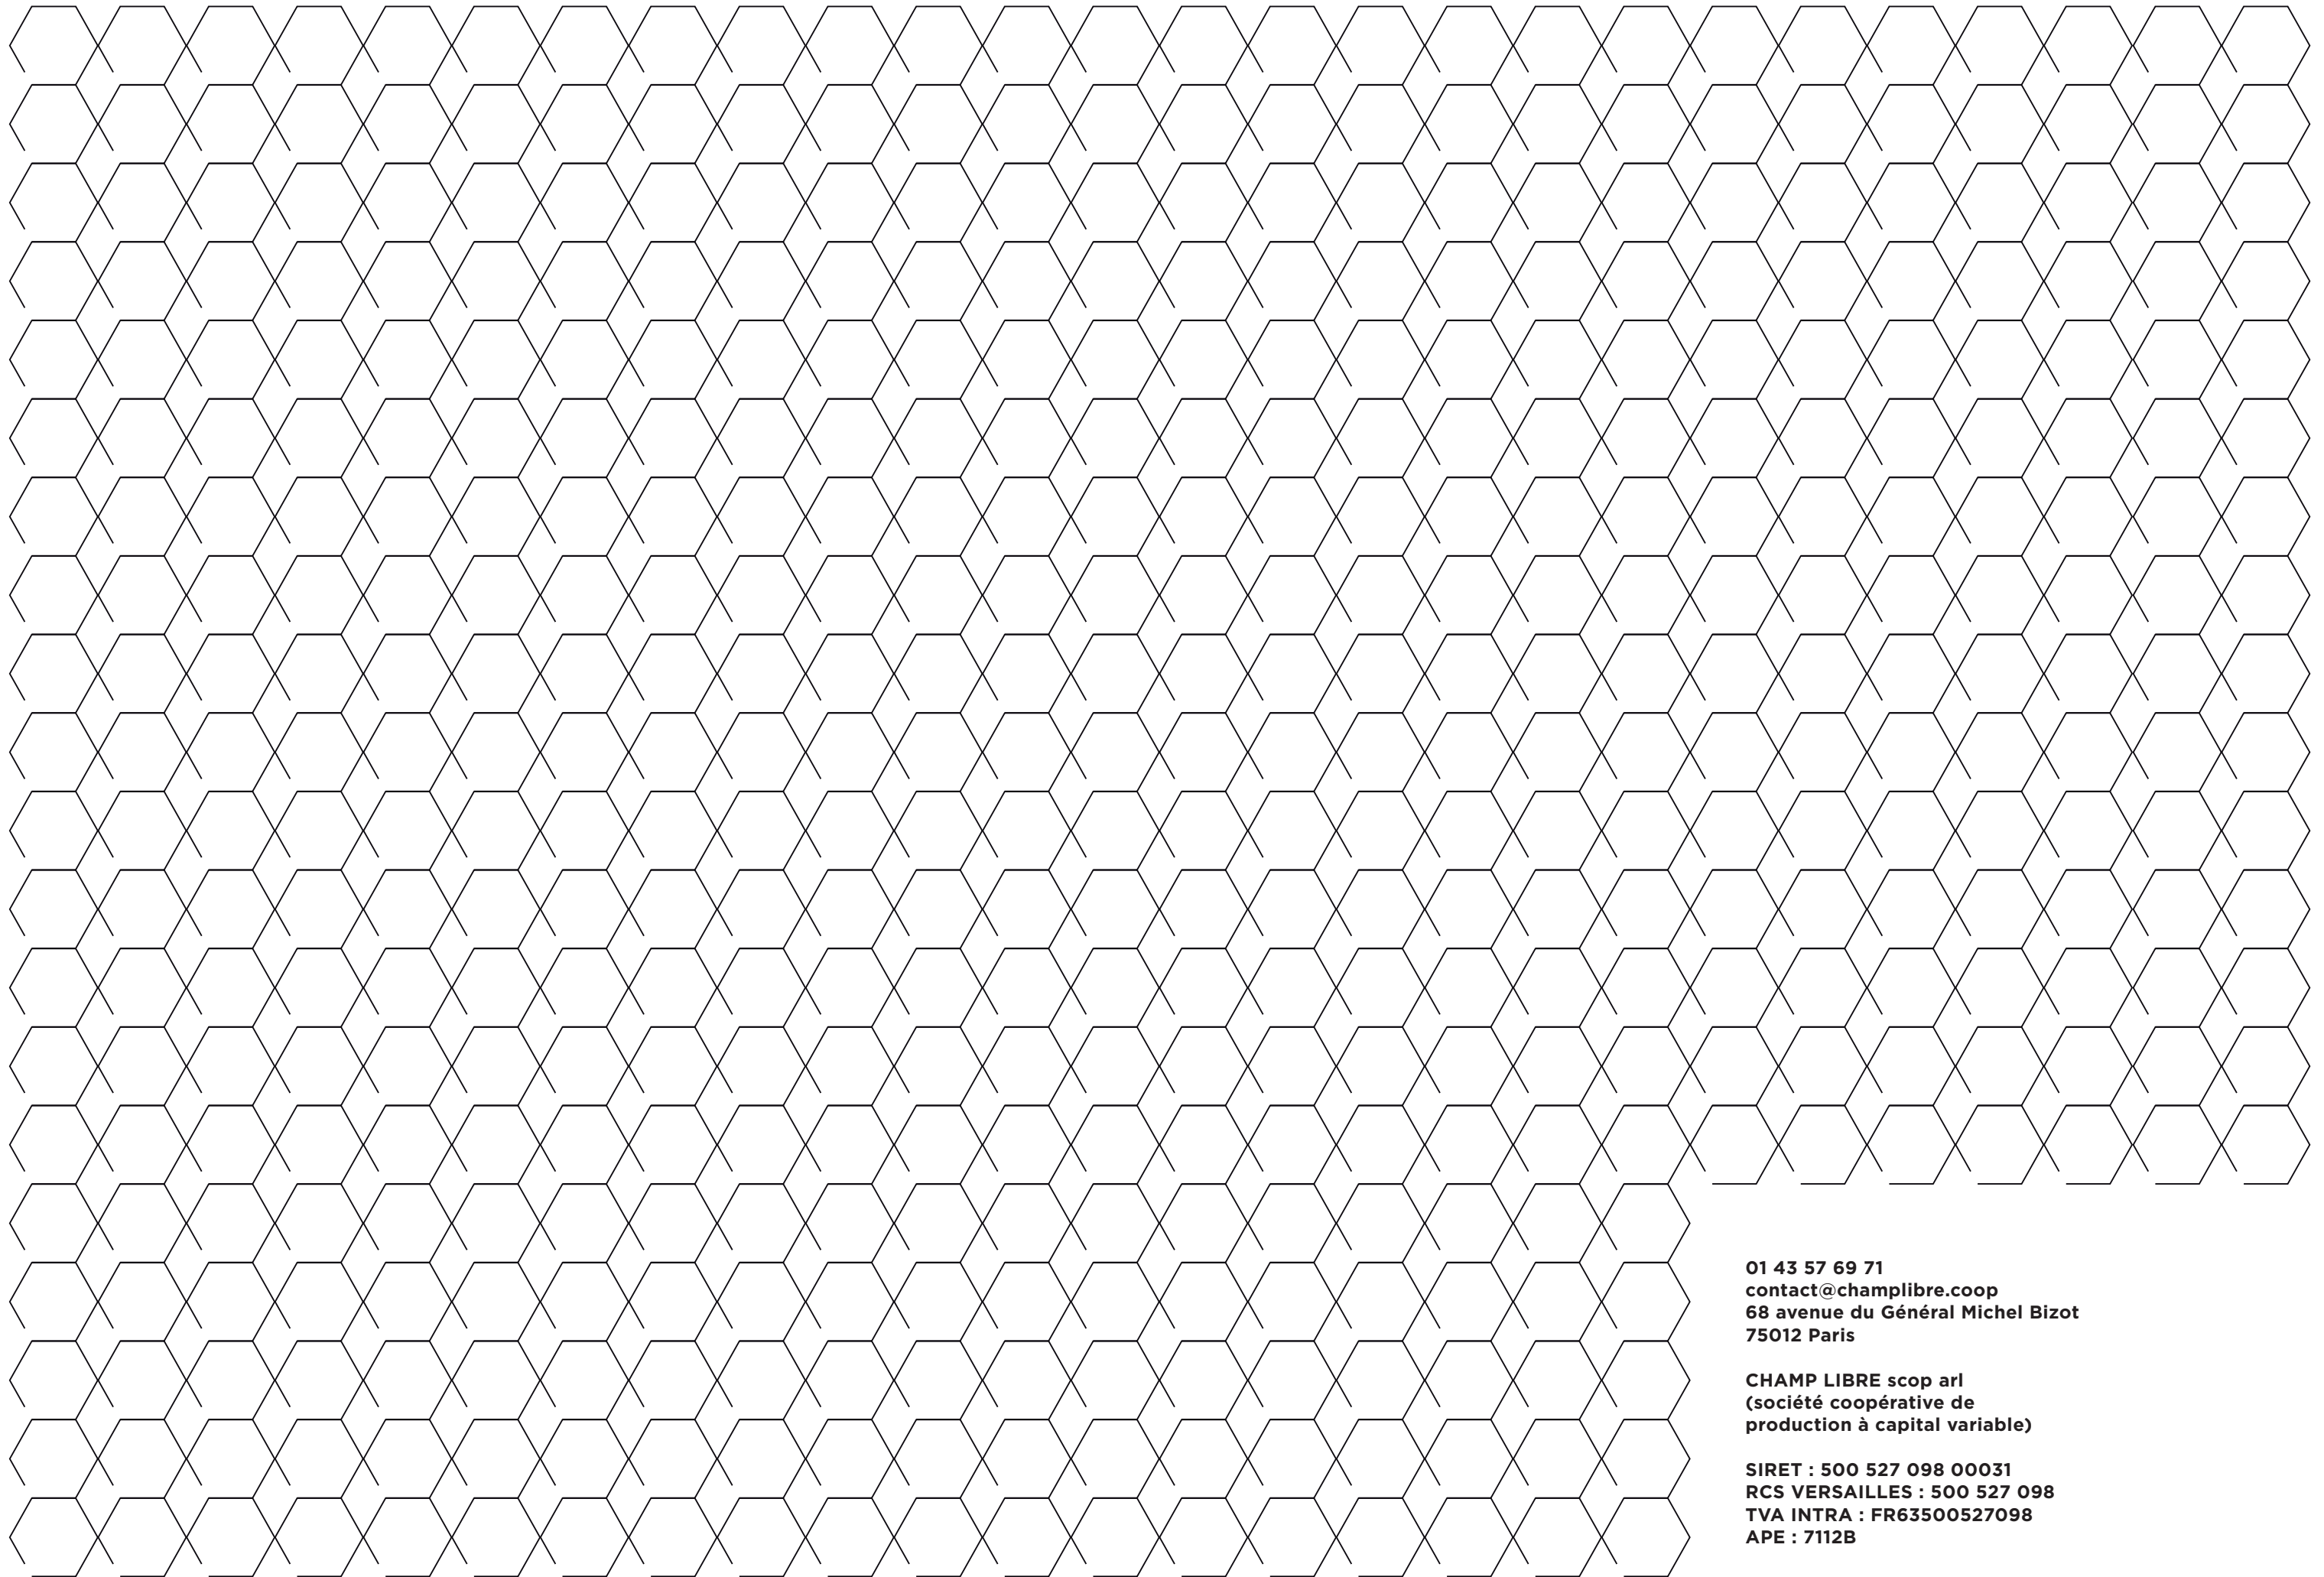 01 43 57 69 71
contact@champlibre.coop
68 avenue du Général Michel Bizot
75012 Paris
CHAMP LIBRE scop arl
(société coopérative de
production à capital variable)
SIRET : 500 527 098 00031
RCS VERSAILLES : 500 527 098
TVA INTRA : FR63500527098
APE : 7112B